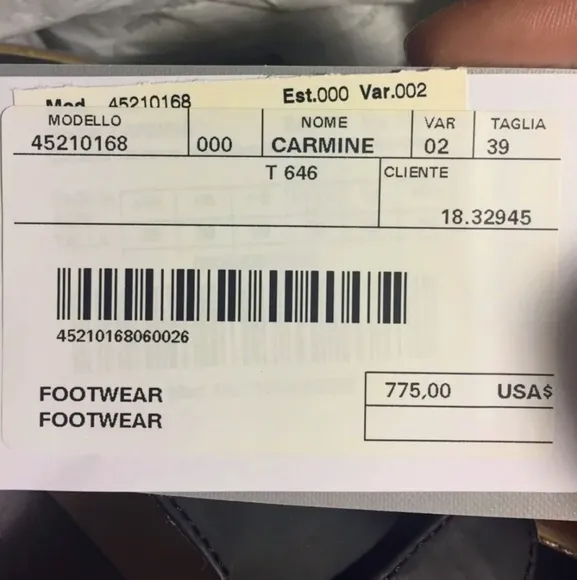 Mod. 45210168 Est.000 Var.002
MODELLO NOME VAR TAGLIA
45210168 000 CARMINE 02 39
T 646 CLIENTE
18.32945
45210168060026
FOOTWEAR 775,00 USA$
FOOTWEAR